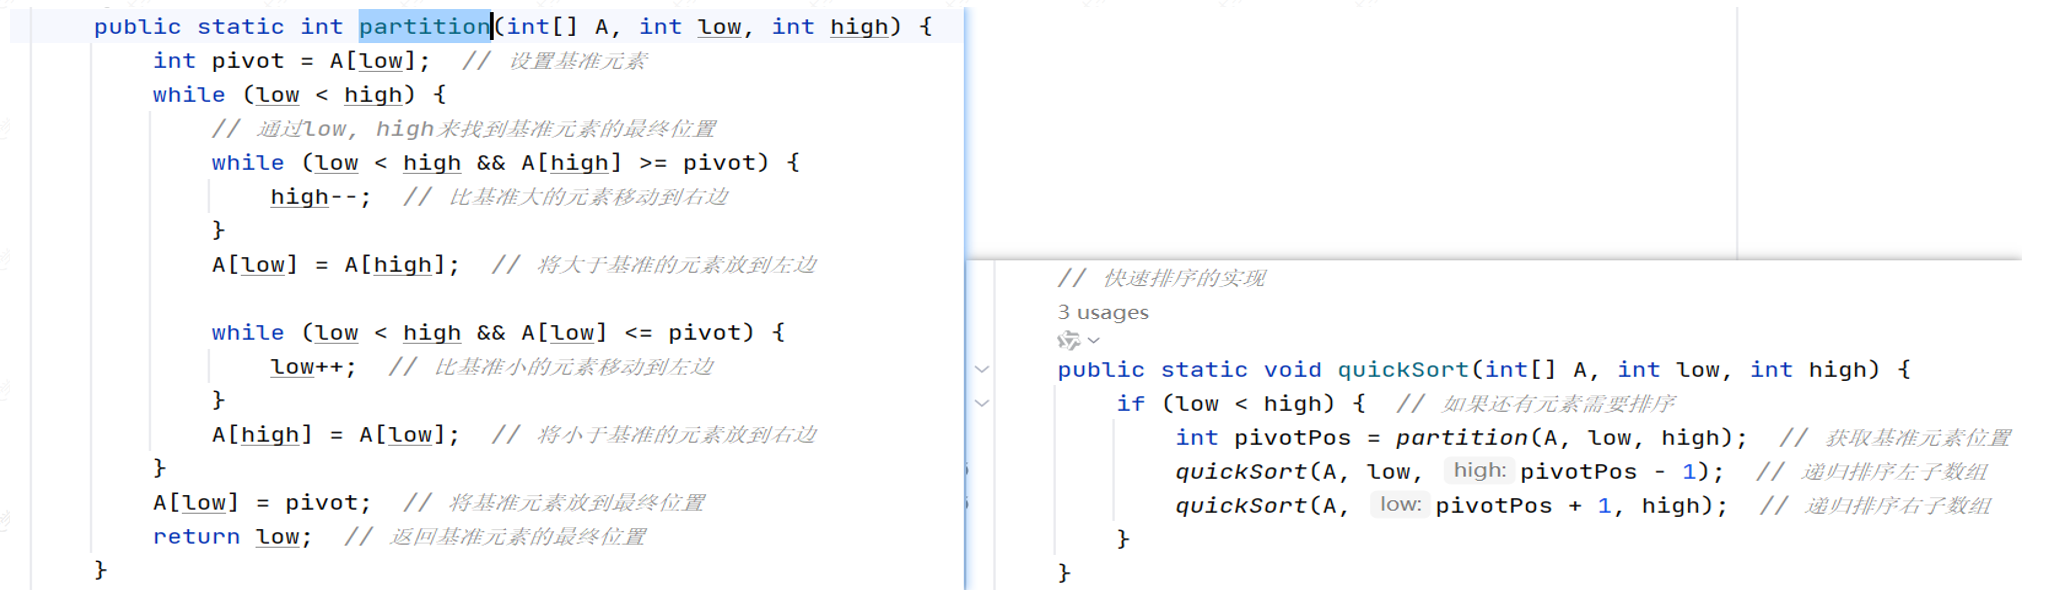 public static int partition(int[] A, int low, int high) {
int pivot = A[low]; // 设置基准元素
while (low < high) {
// 通过low, high来找到基准元素的最终位置
while (low < high && A[high] >= pivot) {
high--; // 比基准大的元素移动到右边
}
A[low] = A[high]; // 将大于基准的元素放到左边
while (low < high && A[low] <= pivot) {
low++; // 比基准小的元素移动到左边
}
A[high] = A[low]; // 将小于基准的元素放到右边
}
A[low] = pivot; // 将基准元素放到最终位置
return low; // 返回基准元素的最终位置
}
// 快速排序的实现
3 usages
public static void quickSort(int[] A, int low, int high) {
if (low < high) { // 如果还有元素需要排序
int pivotPos = partition(A, low, high); // 获取基准元素位置
quickSort(A, low, high: pivotPos - 1); // 递归排序左子数组
quickSort(A, low: pivotPos + 1, high); // 递归排序右子数组
}
}